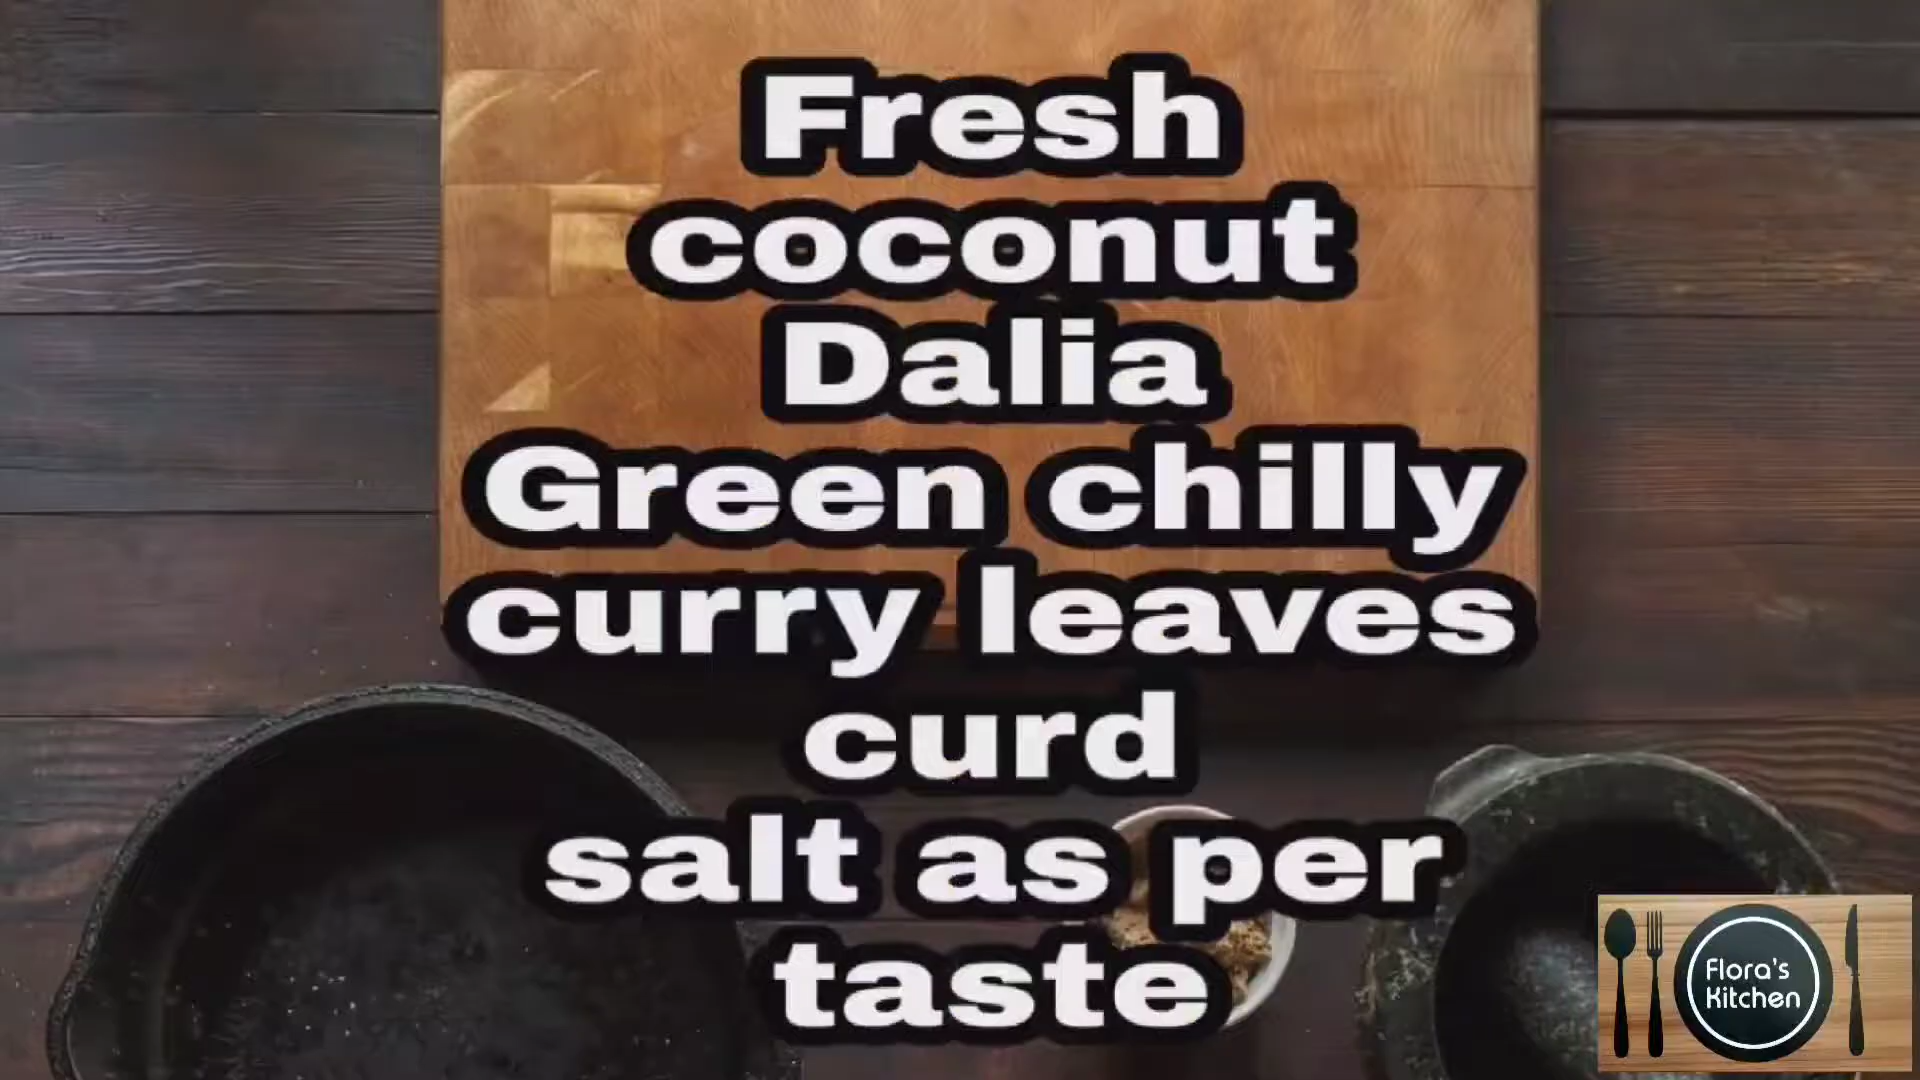 Fresh
coconut
Dalia
Green chilly
curry leaves
curd
salt as per
taste
Flora's
Kitchen